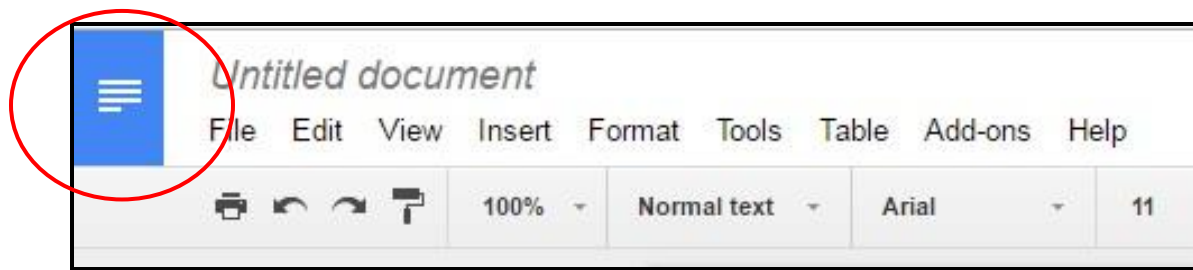 Untitled document
File Edit View Insert Format Tools Table Add-ons Help
100% Normal text Arial 11